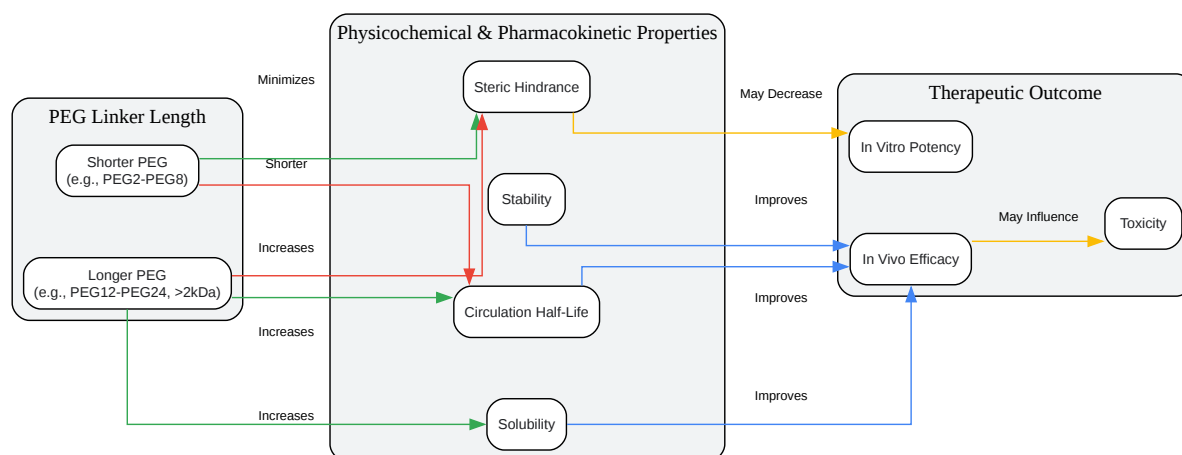 Physicochemical & Pharmacokinetic Properties
Minimizes
Steric Hindrance
May Decrease
Therapeutic Outcome
PEG Linker Length
In Vitro Potency
Shorter PEG
(e.g., PEG2-PEG8)
Shorter
Stability
Improves
May Influence
Toxicity
Increases
In Vivo Efficacy
Longer PEG
(e.g., PEG12-PEG24, >2kDa)
Circulation Half-Life
Improves
Increases
Improves
Increases
Solubility